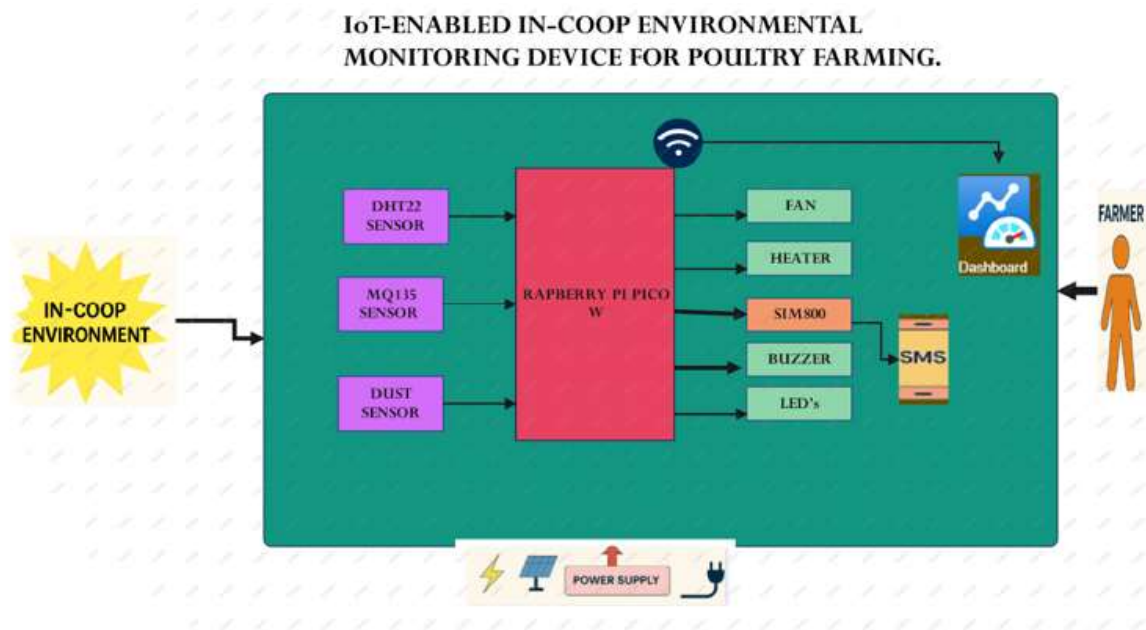 IoT-ENABLED IN-COOP ENVIRONMENTAL
MONITORING DEVICE FOR POULTRY FARMING.
DHT22
SENSOR
FAN
FARMER
HEATER
Dashboard
IN-COOP
ENVIRONMENT
MQ135
SENSOR
RAPBERRY PI PICO
W
SIM800
SMS
BUZZER
DUST
SENSOR
LED's
POWER SUPPLY